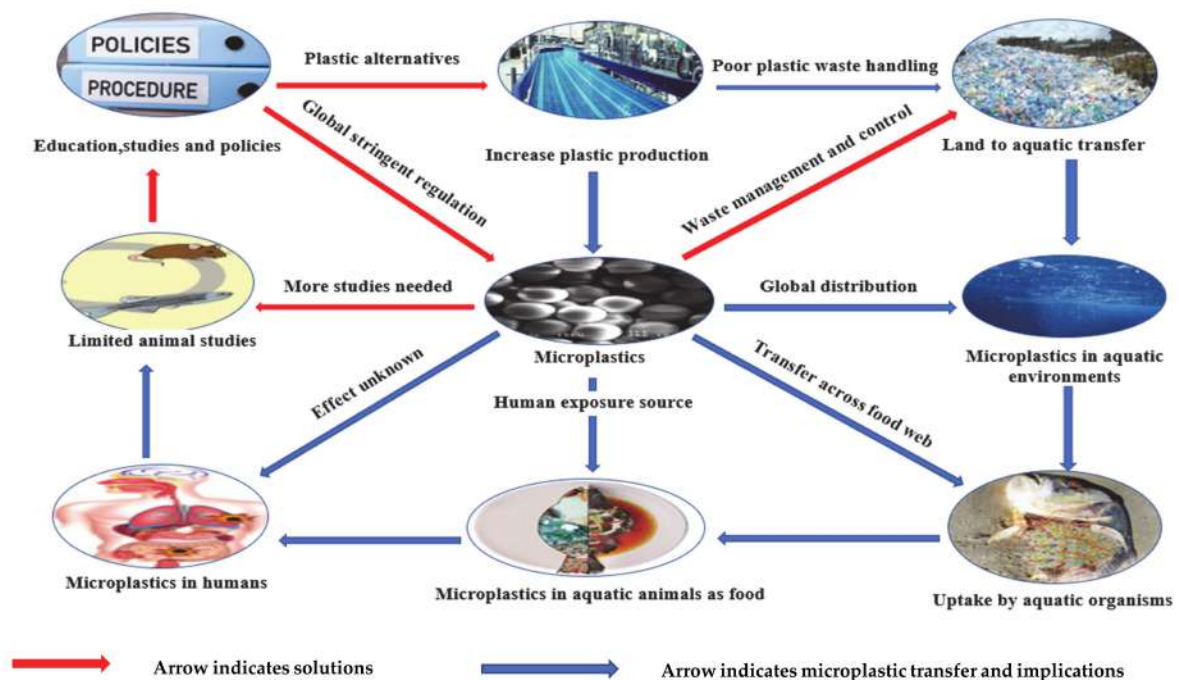 POLICIES
PROCEDURE
Plastic alternatives
Poor plastic waste handling
Education,studies and policies
Global stringent regulation
Increase plastic production
Waste management and control
Land to aquatic transfer
More studies needed
Global distribution
Limited animal studies
Microplastics
Microplastics in aquatic
environments
Effect unknown
Human exposure source
Transfer across food web
Microplastics in humans
Microplastics in aquatic animals as food
Uptake by aquatic organisms
Arrow indicates solutions
Arrow indicates microplastic transfer and implications